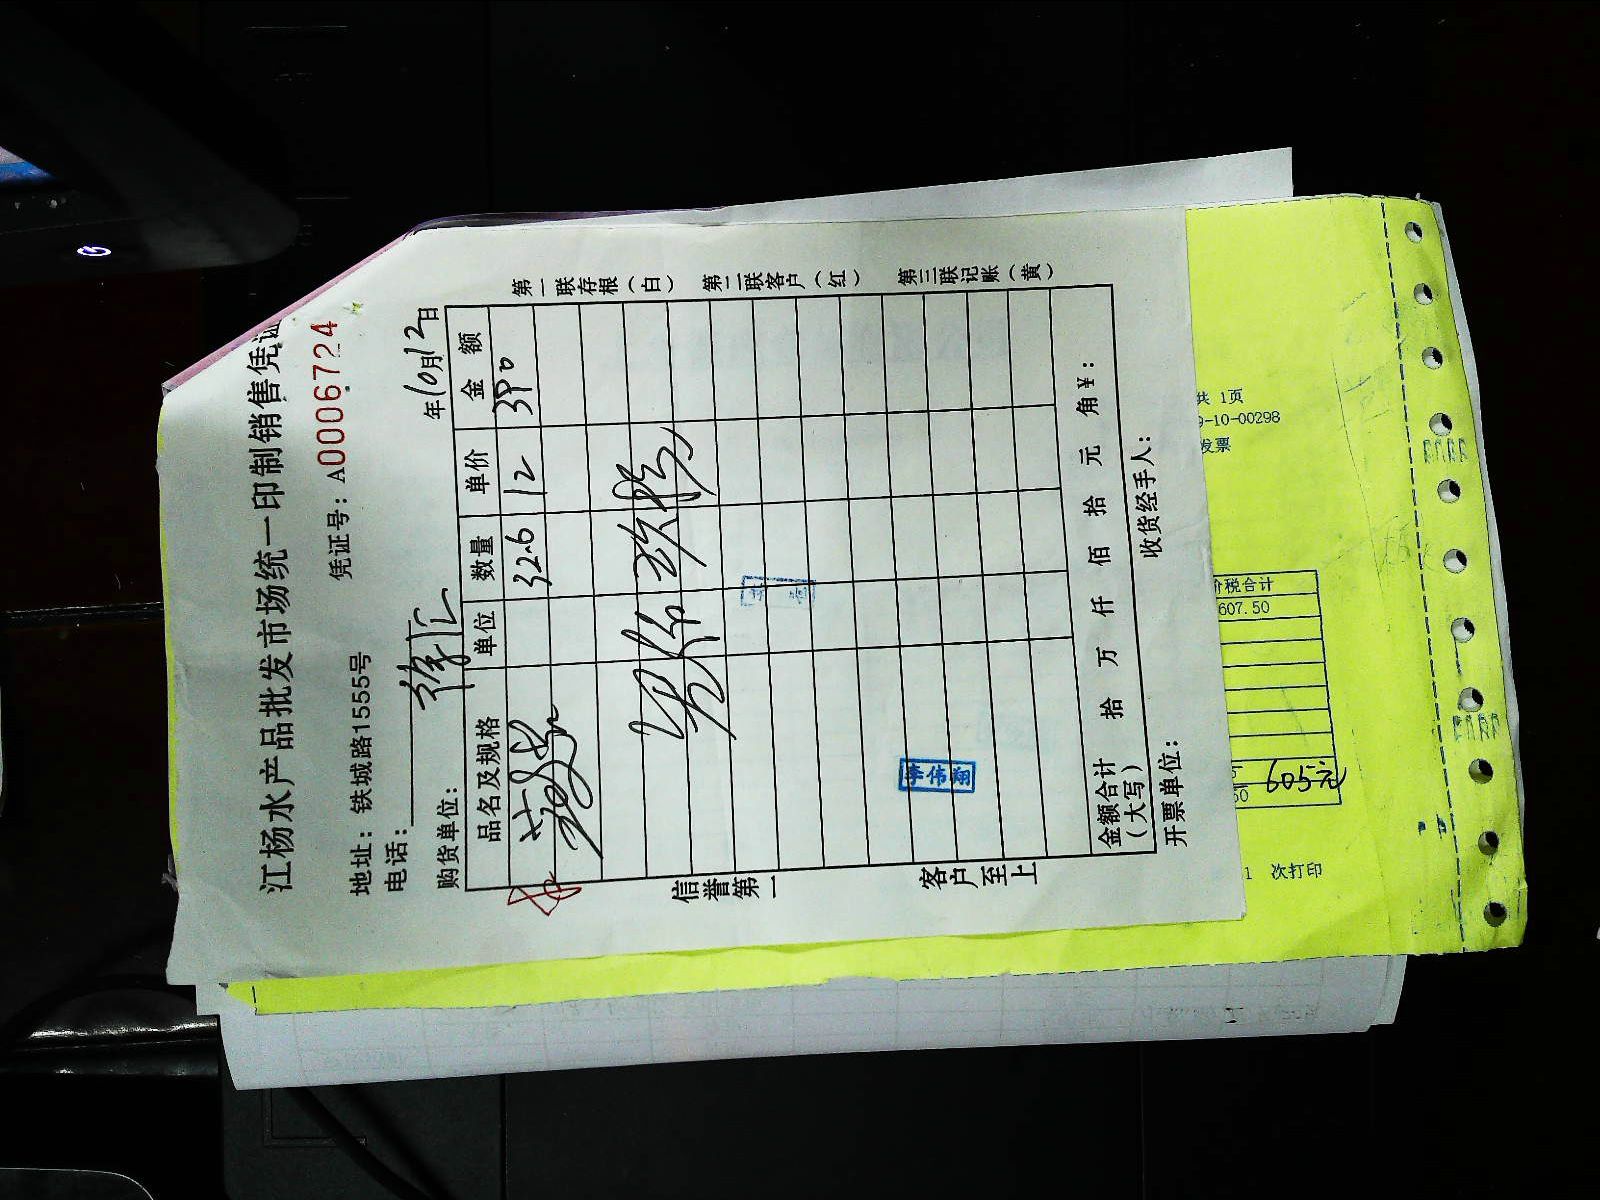 江杨水产品批发市场统一印制销售凭证
凭证号：A0006724
地址：铁城路1555号
电话：
购货单位：
徐汇
年10月12日
品名及规格 单位 数量 单价 金额
32.6 12 390
第一联存根（白） 第二联客户（红） 第三联记账（黄）
信誉第一
客户至上
李伟翔
金额合计（大写） 拾 万 仟 佰 拾 元 角 ¥：
开票单位： 收货经手人：
共 1页
9-10-00298
发票
价税合计
607.50
605元
1 次打印